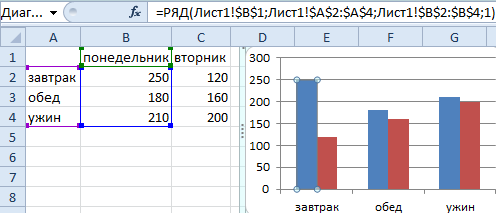 Диаг... fx =РЯД(Лист1!$B$1;Лист1!$A$2:$A$4;Лист1!$B$2:$B$4;1)
A B C D E F G
1 понедельник вторник
2 завтрак 250 120
3 обед 180 160
4 ужин 210 200
5
6
7
8
300
250
200
150
100
50
0
завтрак обед ужин